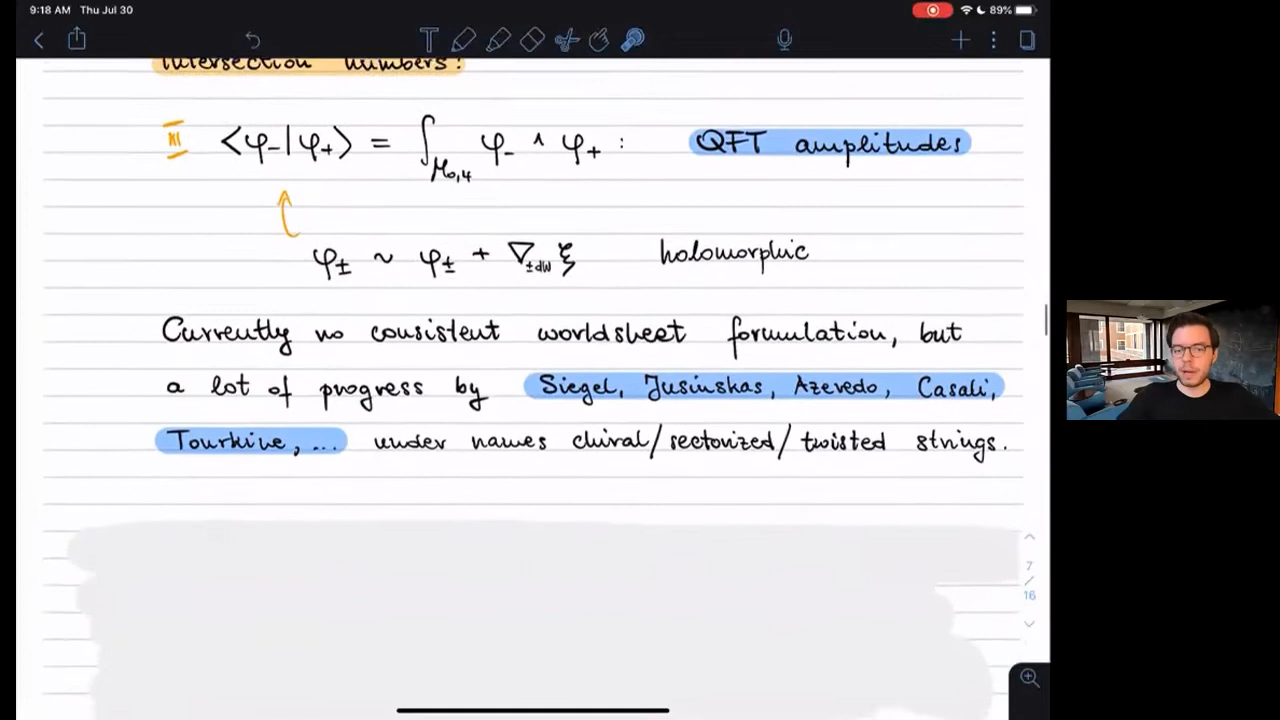 9:18 AM Thu Jul 30
89%
intersection numbers:
III <φ₋|φ₊> = ∫_{M₀,₄} φ₋ ∧ φ₊ : QFT amplitudes
φ± ~ φ± + ∇_{±dW} ξ holomorphic
Currently no consistent worldsheet formulation, but
a lot of progress by Siegel, Jusinskas, Azevedo, Casali,
Tourkine, ... under names chiral/sectorized/twisted strings.
7
/
16